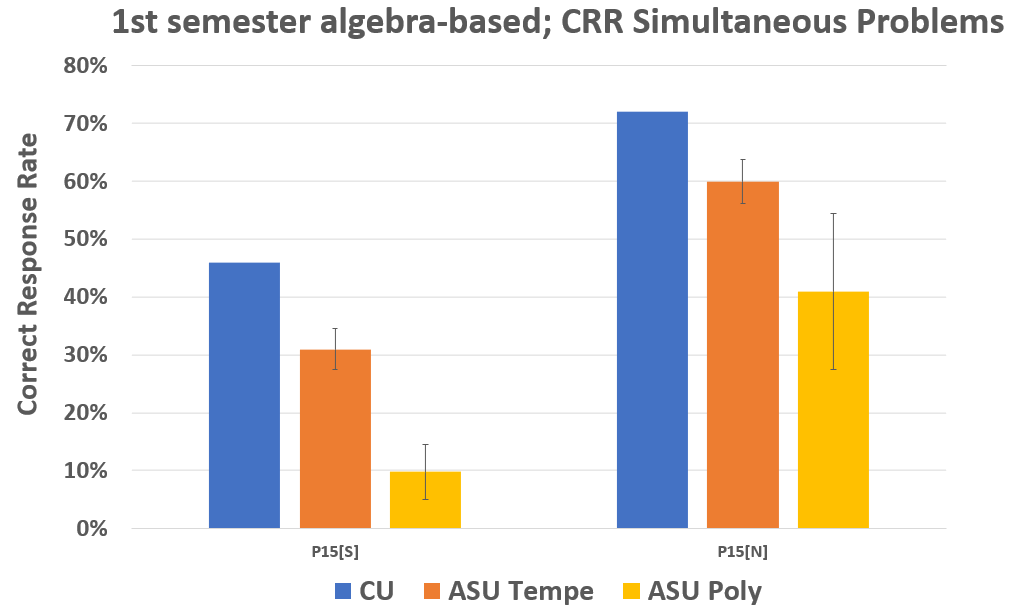 1st semester algebra-based; CRR Simultaneous Problems
Correct Response Rate
80%
70%
60%
50%
40%
30%
20%
10%
0%
P15[S] P15[N]
CU ASU Tempe ASU Poly